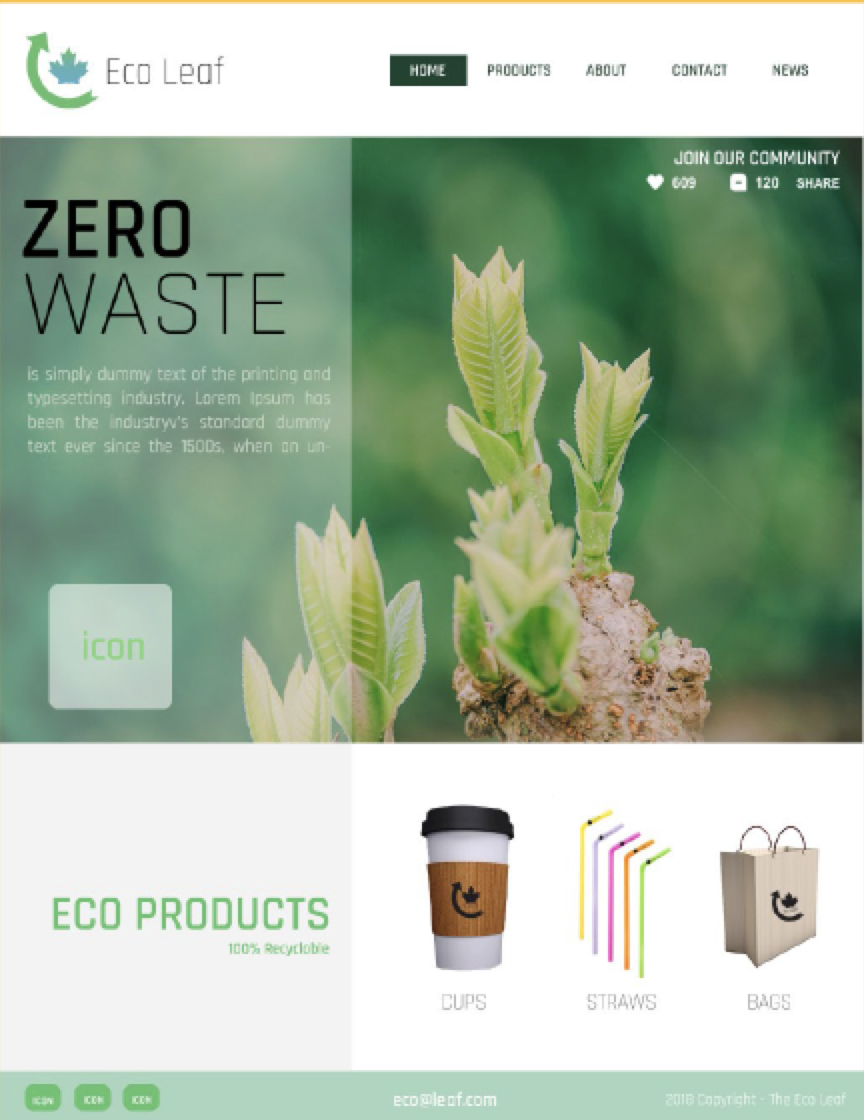 Eco Leaf
HOME PRODUCTS ABOUT CONTACT NEWS
JOIN OUR COMMUNITY
609 120 SHARE
ZERO
WASTE
is simply dummy text of the printing and
typesetting industry. Lorem Ipsum has
been the industryv's standard dummy
text ever since the 1500s, when an un-
icon
ECO PRODUCTS
100% Recyclable
CUPS STRAWS BAGS
ICON ICON ICON
eco@leaf.com
2018 Copyright - The Eco Leaf